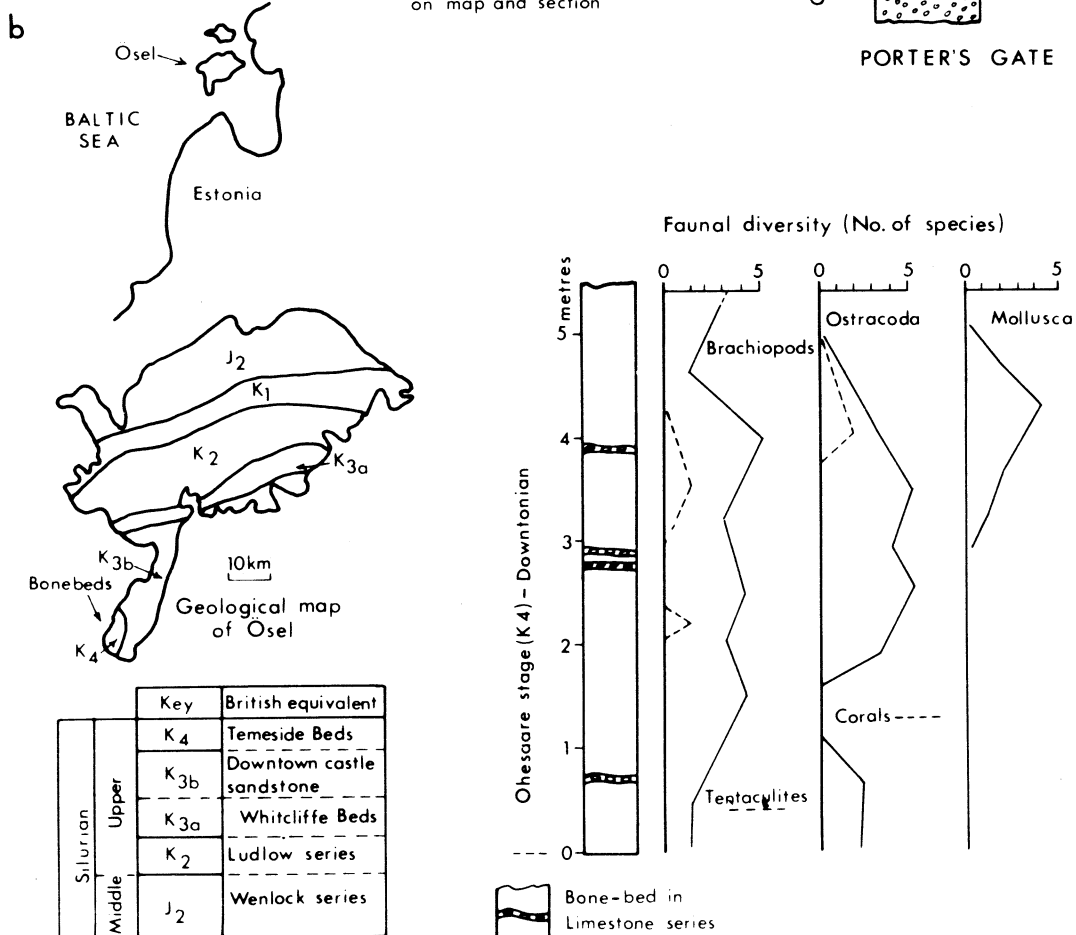 on map and section
b
PORTER'S GATE
Ösel
BALTIC
SEA
Estonia
J2
K1
K2
K3a
K3b
10km
Bonebeds
Geological map
of Ösel
K4
Key British equivalent
K4 Temeside Beds
K3b Downtown castle
sandstone
K3a Whitcliffe Beds
K2 Ludlow series
J2 Wenlock series
Silurian
Upper
Middle
Faunal diversity (No. of species)
0 5
0 5
0 5
metres
Brachiopods
Ostracoda
Mollusca
5
4
3
2
1
0
Ohesaare stage (K4) – Downtonian
Corals
Tentaculites
Bone-bed in
Limestone series